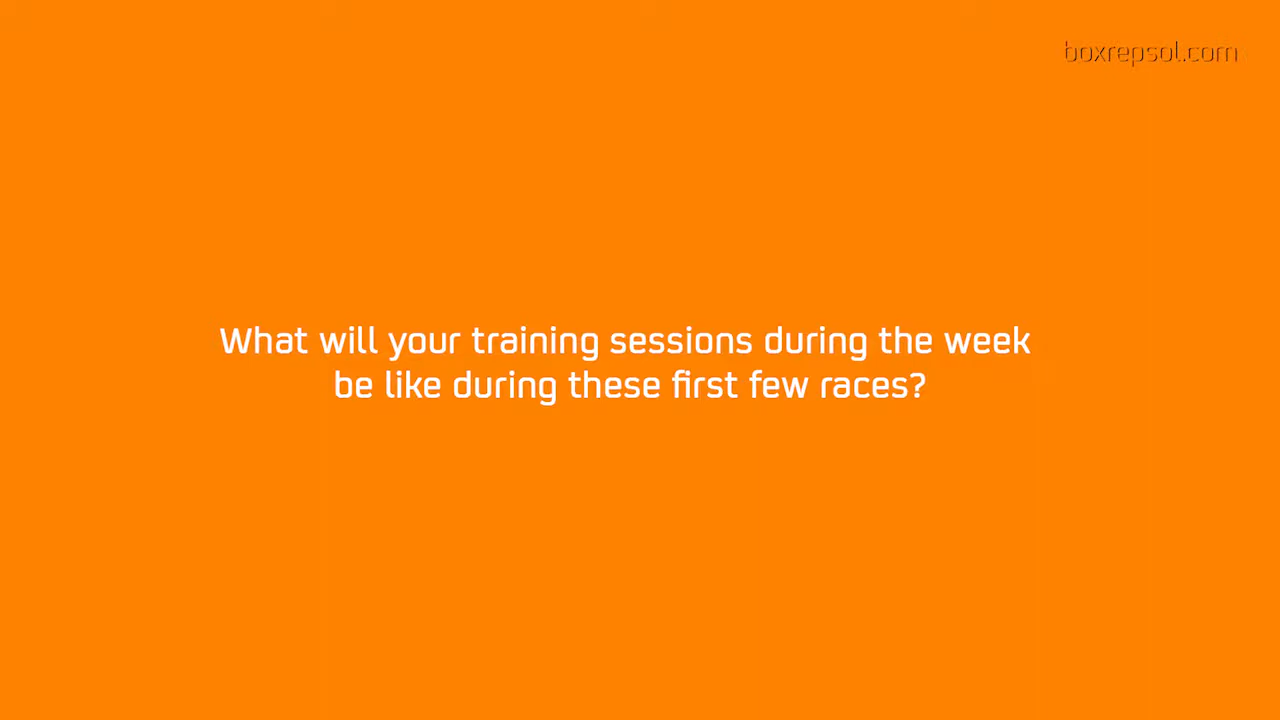 boxrepsol.com
What will your training sessions during the week
be like during these first few races?